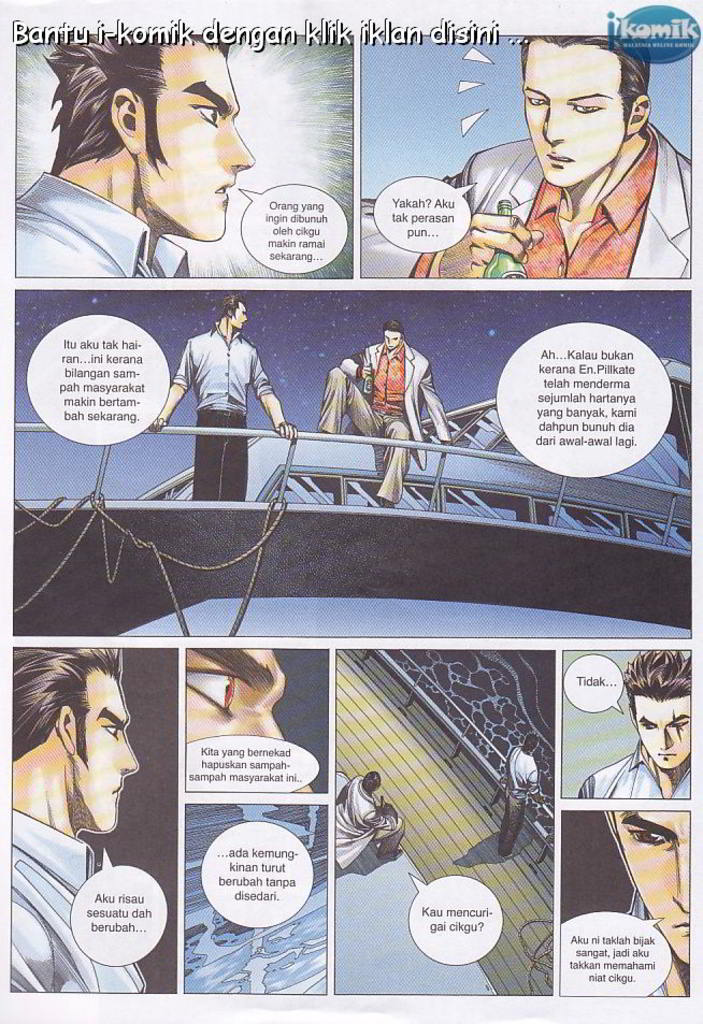 Bantu i-komik dengan klik iklan disini ...
ikomik
MALAYSIA ONLINE KOMIK
Orang yang
ingin dibunuh
oleh cikgu
makin ramai
sekarang...
Yakah? Aku
tak perasan
pun...
Itu aku tak hai-
ran...ini kerana
bilangan sam-
pah masyarakat
makin bertam-
bah sekarang.
Ah...Kalau bukan
kerana En.Pillkate
telah menderma
sejumlah hartanya
yang banyak, kami
dahpun bunuh dia
dari awal-awal lagi.
Aku risau
sesuatu dah
berubah...
Kita yang bernekad
hapuskan sampah-
sampah masyarakat ini..
...ada kemung-
kinan turut
berubah tanpa
disedari.
Kau mencuri-
gai cikgu?
Tidak...
Aku ni taklah bijak
sangat, jadi aku
takkan memahami
niat cikgu.